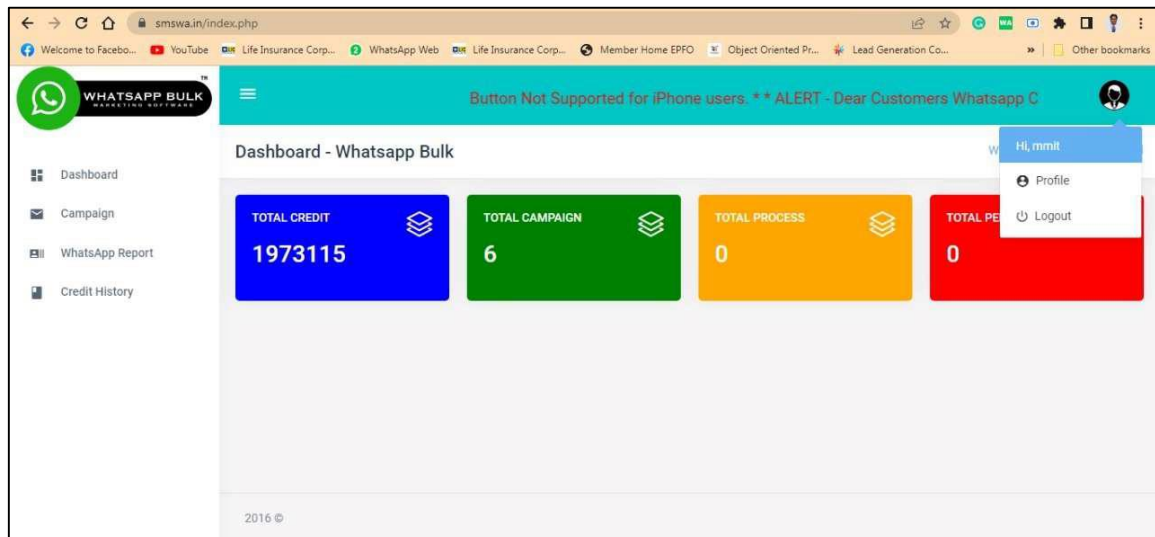 smswa.in/index.php
Welcome to Facebo... YouTube Life Insurance Corp... WhatsApp Web Life Insurance Corp... Member Home EPFO Object Oriented Pr... Lead Generation Co... » Other bookmarks
WHATSAPP BULK TM
MARKETING SOFTWARE
Button Not Supported for iPhone users. * * ALERT - Dear Customers Whatsapp C
Dashboard - Whatsapp Bulk
W
Hi, mmit
Profile
Logout
Dashboard
Campaign
WhatsApp Report
Credit History
TOTAL CREDIT
1973115
TOTAL CAMPAIGN
6
TOTAL PROCESS
0
TOTAL PE
0
2016 ©